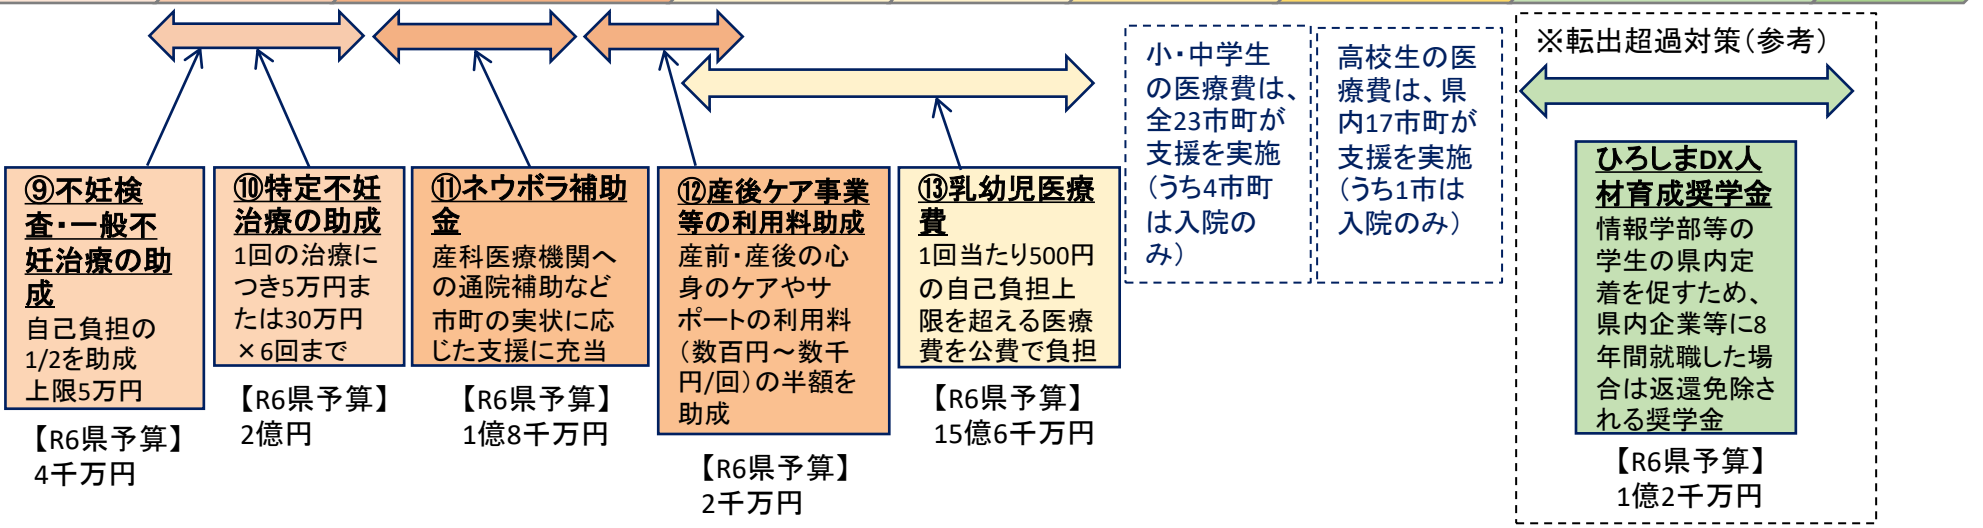 ⑨不妊検
査・一般不
妊治療の助
成
自己負担の
1/2を助成
上限5万円
【R6県予算】
4千万円
⑩特定不妊
治療の助成
1回の治療に
つき5万円ま
たは30万円
×6回まで
【R6県予算】
2億円
⑪ネウボラ補助
金
産科医療機関へ
の通院補助など
市町の実状に応
じた支援に充当
【R6県予算】
1億8千万円
⑫産後ケア事業
等の利用料助成
産前・産後の心
身のケアやサ
ポートの利用料
（数百円～数千
円/回）の半額を
助成
【R6県予算】
2千万円
⑬乳幼児医療
費
1回当たり500円
の自己負担上
限を超える医療
費を公費で負担
【R6県予算】
15億6千万円
小・中学生
の医療費は、
全23市町が
支援を実施
（うち4市町
は入院の
み）
高校生の医
療費は、県
内17市町が
支援を実施
（うち1市は
入院のみ）
※転出超過対策（参考）
ひろしまDX人
材育成奨学金
情報学部等の
学生の県内定
着を促すため、
県内企業等に8
年間就職した場
合は返還免除さ
れる奨学金
【R6県予算】
1億2千万円